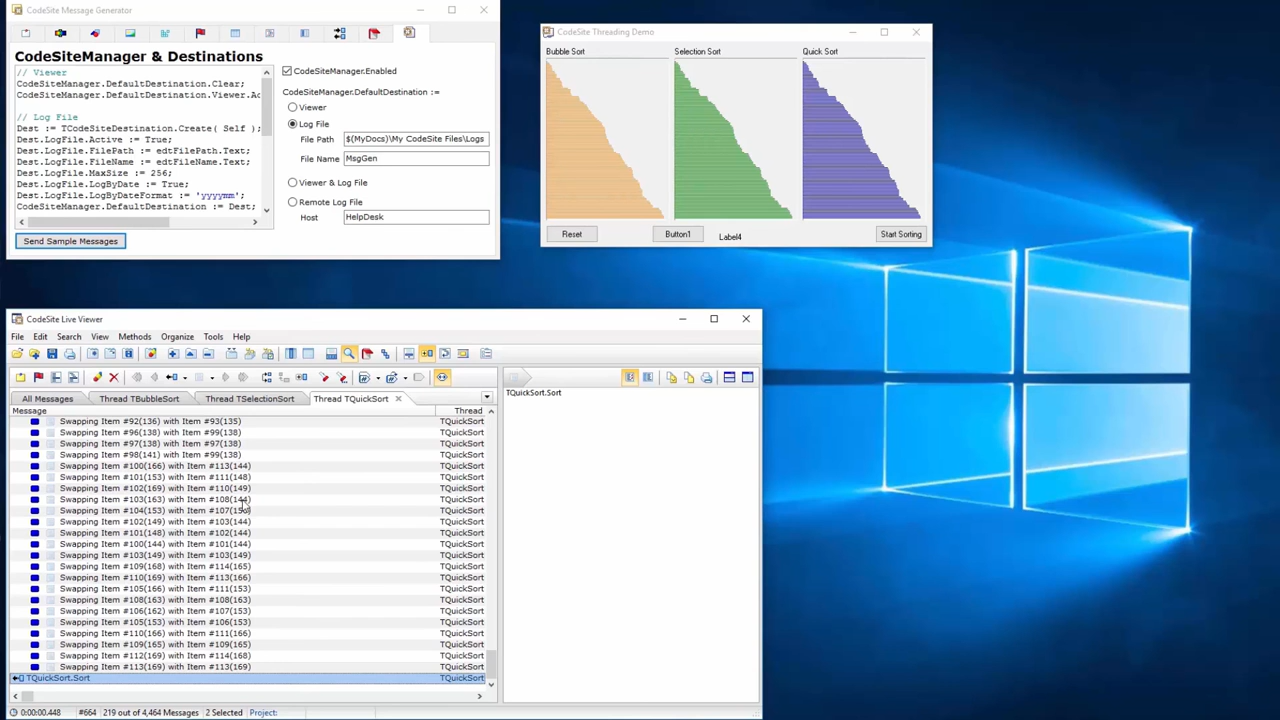 CodeSite Message Generator
CodeSiteManager & Destinations
// Viewer
CodeSiteManager.DefaultDestination.Clear;
CodeSiteManager.DefaultDestination.Viewer.Ac
// Log File
Dest := TCodeSiteDestination.Create( Self );
Dest.LogFile.Active := True;
Dest.LogFile.FilePath := edtFilePath.Text;
Dest.LogFile.FileName := edtFileName.Text;
Dest.LogFile.MaxSize := 256;
Dest.LogFile.LogByDate := True;
Dest.LogFile.LogByDateFormat := 'yyyymm';
CodeSiteManager.DefaultDestination := Dest;
Send Sample Messages
CodeSiteManager.Enabled
CodeSiteManager.DefaultDestination :=
Viewer
Log File
File Path $(MyDocs)\My CodeSite Files\Logs
File Name MsgGen
Viewer & Log File
Remote Log File
Host HelpDesk
CodeSite Threading Demo
Bubble Sort Selection Sort Quick Sort
Reset Button1 Label4 Start Sorting
CodeSite Live Viewer
File Edit Search View Methods Organize Tools Help
All Messages Thread TBubbleSort Thread TSelectionSort Thread TQuickSort
Message Thread
Swapping Item #92(136) with Item #93(135) TQuickSort
Swapping Item #96(138) with Item #99(138) TQuickSort
Swapping Item #97(138) with Item #97(138) TQuickSort
Swapping Item #98(141) with Item #99(138) TQuickSort
Swapping Item #100(166) with Item #113(144) TQuickSort
Swapping Item #101(153) with Item #111(148) TQuickSort
Swapping Item #102(169) with Item #110(149) TQuickSort
Swapping Item #103(163) with Item #108(144) TQuickSort
Swapping Item #104(153) with Item #107(150) TQuickSort
Swapping Item #102(149) with Item #103(144) TQuickSort
Swapping Item #101(148) with Item #102(144) TQuickSort
Swapping Item #100(144) with Item #101(144) TQuickSort
Swapping Item #103(149) with Item #103(149) TQuickSort
Swapping Item #109(168) with Item #114(165) TQuickSort
Swapping Item #110(169) with Item #113(166) TQuickSort
Swapping Item #105(166) with Item #111(153) TQuickSort
Swapping Item #108(163) with Item #108(163) TQuickSort
Swapping Item #106(162) with Item #107(153) TQuickSort
Swapping Item #105(153) with Item #106(153) TQuickSort
Swapping Item #110(166) with Item #111(166) TQuickSort
Swapping Item #109(165) with Item #109(165) TQuickSort
Swapping Item #112(169) with Item #114(168) TQuickSort
Swapping Item #113(169) with Item #113(169) TQuickSort
TQuickSort.Sort TQuickSort
0:00:00.448 #664 219 out of 4,464 Messages 2 Selected Project:
TQuickSort.Sort